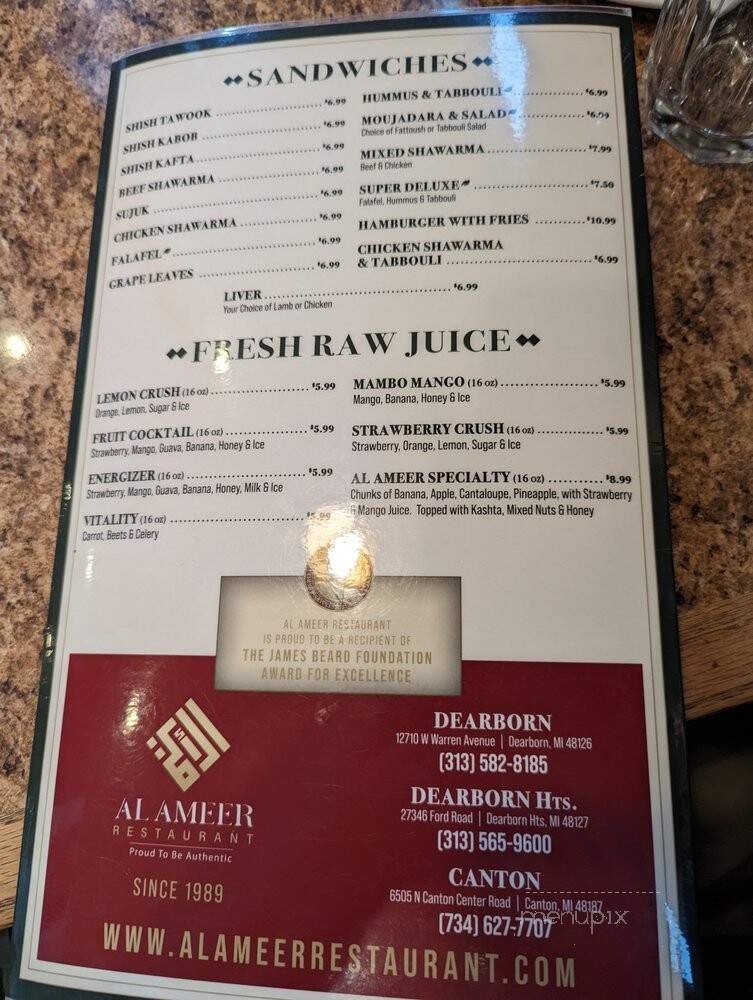 SANDWICHES
SHISH TAWOOK ........ $6.99
SHISH KABOB ........ $6.99
SHISH KAFTA ........ $6.99
BEEF SHAWARMA ........ $6.99
SUJUK ........ $6.99
CHICKEN SHAWARMA ........ $6.99
FALAFEL ........ $6.99
GRAPE LEAVES ........ $6.99
HUMMUS & TABBOULI ........ $6.99
MOUJADARA & SALAD ........ $6.99
Choice of Fattoush or Tabbouli Salad
MIXED SHAWARMA ........ $7.99
Beef & Chicken
SUPER DELUXE ........ $7.50
Falafel, Hummus & Tabbouli
HAMBURGER WITH FRIES ........ $10.99
CHICKEN SHAWARMA
& TABBOULI ........ $6.99
LIVER ........ $6.99
Your Choice of Lamb or Chicken
FRESH RAW JUICE
LEMON CRUSH (16 oz) ........ $5.99
Orange, Lemon, Sugar & Ice
FRUIT COCKTAIL (16 oz) ........ $5.99
Strawberry, Mango, Guava, Banana, Honey & Ice
ENERGIZER (16 oz) ........ $5.99
Strawberry, Mango, Guava, Banana, Honey, Milk & Ice
VITALITY (16 oz) ........
Carrot, Beets & Celery
MAMBO MANGO (16 oz) ........ $5.99
Mango, Banana, Honey & Ice
STRAWBERRY CRUSH (16 oz) ........ $5.99
Strawberry, Orange, Lemon, Sugar & Ice
AL AMEER SPECIALTY (16 oz) ........ $8.99
Chunks of Banana, Apple, Cantaloupe, Pineapple, with Strawberry
& Mango Juice. Topped with Kashta, Mixed Nuts & Honey
AL AMEER RESTAURANT
IS PROUD TO BE A RECIPIENT OF
THE JAMES BEARD FOUNDATION
AWARD FOR EXCELLENCE
AL AMEER
RESTAURANT
Proud To Be Authentic
SINCE 1989
DEARBORN
12710 W Warren Avenue | Dearborn, MI 48126
(313) 582-8185
DEARBORN HTS.
27346 Ford Road | Dearborn Hts, MI 48127
(313) 565-9600
CANTON
6505 N Canton Center Road | Canton, MI 48187
(734) 627-7707
menupix
WWW.ALAMEERRESTAURANT.COM